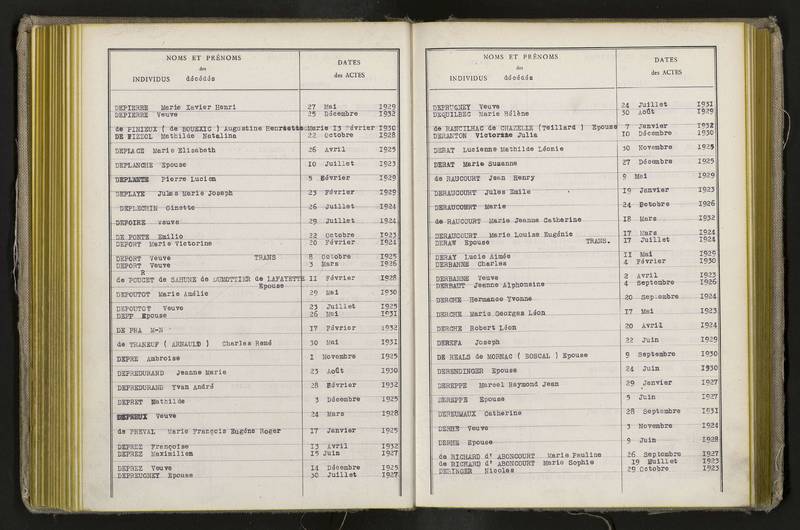 NOMS ET PRÉNOMS
des
INDIVIDUS décédés
DATES
des ACTES
DEPIERRE Marie Xavier Henri 27 Mai 1929
DEPIERRE Veuve 25 Décembre 1932
de PINIEUX ( de BOUEXIC ) Augustine Henriette Marie 13 Février 1930
DE Mathilde Natalina 22 Octobre 1928
DEPLACE Marie Elisabeth 26 Avril 1925
DEPLANCHE Epouse 10 Juillet 1923
DEPLANTE Pierre Lucien 5 Février 1929
DEPLAYE Jules Marie Joseph 23 Février 1929
DEPLECHIN Ginette 26 Juillet 1924
DEPOIRE Veuve 29 Juillet 1924
DE PONTE Emilio 22 Octobre 1923
DEPORT Marie Victorine 20 Février 1924
DEPORT Veuve TRANS 8 Octobre 1925
DEPORT Veuve 3 Mars 1926
R
de POUCET de SAHUNE de DUMOTTIER de LAFAYETTE 11 Février 1928
Epouse
DEPOUTOT Marie Amélie 29 Mai 1930
DEPOUTOT Veuve 23 Juillet 1925
DEPT Epouse 26 Mai 1931
DE PRA M-N 17 Février 1932
de THANEUF ( ARNAULD ) Charles René 30 Mai 1931
DEPRE Ambroise 1 Novembre 1925
DEPREDURAND Jeanne Marie 23 Août 1930
DEPREDURAND Yvan André 28 Février 1932
DEPRET Mathilde 3 Décembre 1925
DEPREUX Veuve 24 Mars 1928
de PREVAL Marie François Eugène Roger 17 Janvier 1925
DEPREZ Françoise 13 Avril 1932
DEPREZ Maximilien 15 Juin 1927
DEPREZ Veuve 14 Décembre 1925
DEPREUGNEY Epouse 30 Juillet 1927
NOMS ET PRÉNOMS
des
INDIVIDUS décédés
DATES
des ACTES
DEPRUGNEY Veuve 24 Juillet 1931
DEQUILBEC Marie Hélène 30 Août 1929
de RANCILHAC de CHAZELLE (Teillard ) Epouse 7 Janvier 1932
DERANTON Victorine Julia 10 Décembre 1930
DERAT Lucienne Mathilde Léonie 30 Novembre 1925
DERAT Marie Suzanne 27 Décembre 1925
de RAUCOURT Jean Henry 9 Mai 1929
DERAUCOURT Jules Emile 19 Janvier 1923
DERAUCOURT Marie 24 Octobre 1926
de RAUCOURT Marie Jeanne Catherine 18 Mars 1932
DERAUCOURT Marie Louise Eugénie 17 Mars 1924
DERAW Epouse TRANS. 17 Juillet 1924
DERAY Lucie Aimée 11 Mai 1929
DERBANNE Charles 4 Février 1930
DERBANNE Veuve 2 Avril 1923
DERBAUT Jeanne Alphonsine 4 Septembre 1926
DERCHE Hermance Yvonne 20 Septembre 1924
DERCHE Marie Georges Léon 17 Mai 1923
DERCHE Robert Léon 20 Avril 1924
DEREFA Joseph 22 Juin 1929
DE REALS de MORNAC ( BOSCAL ) Epouse 9 Septembre 1930
DERENDINGER Epouse 24 Juin 1930
DEREPPE Marcel Raymond Jean 29 Janvier 1927
DEREPPE Epouse 5 Juin 1927
DEREUMAUX Catherine 28 Septembre 1931
DERHE Veuve 3 Novembre 1924
DERHE Epouse 9 Juin 1928
de RICHARD d' ABONCOURT Marie Pauline 26 Septembre 1927
de RICHARD d' ABONCOURT Marie Sophie 19 Juillet 1923
DERINGER Nicolas 29 Octobre 1923